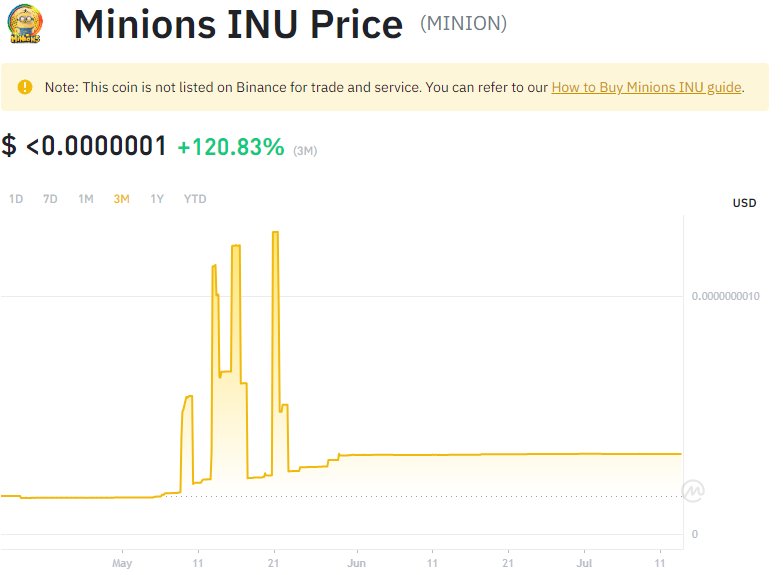 Minions INU Price (MINION)
Note: This coin is not listed on Binance for trade and service. You can refer to our How to Buy Minions INU guide.
$ <0.0000001 +120.83% (3M)
1D 7D 1M 3M 1Y YTD
USD
0.0000000010
0
May 11 21 Jun 11 21 Jul 11